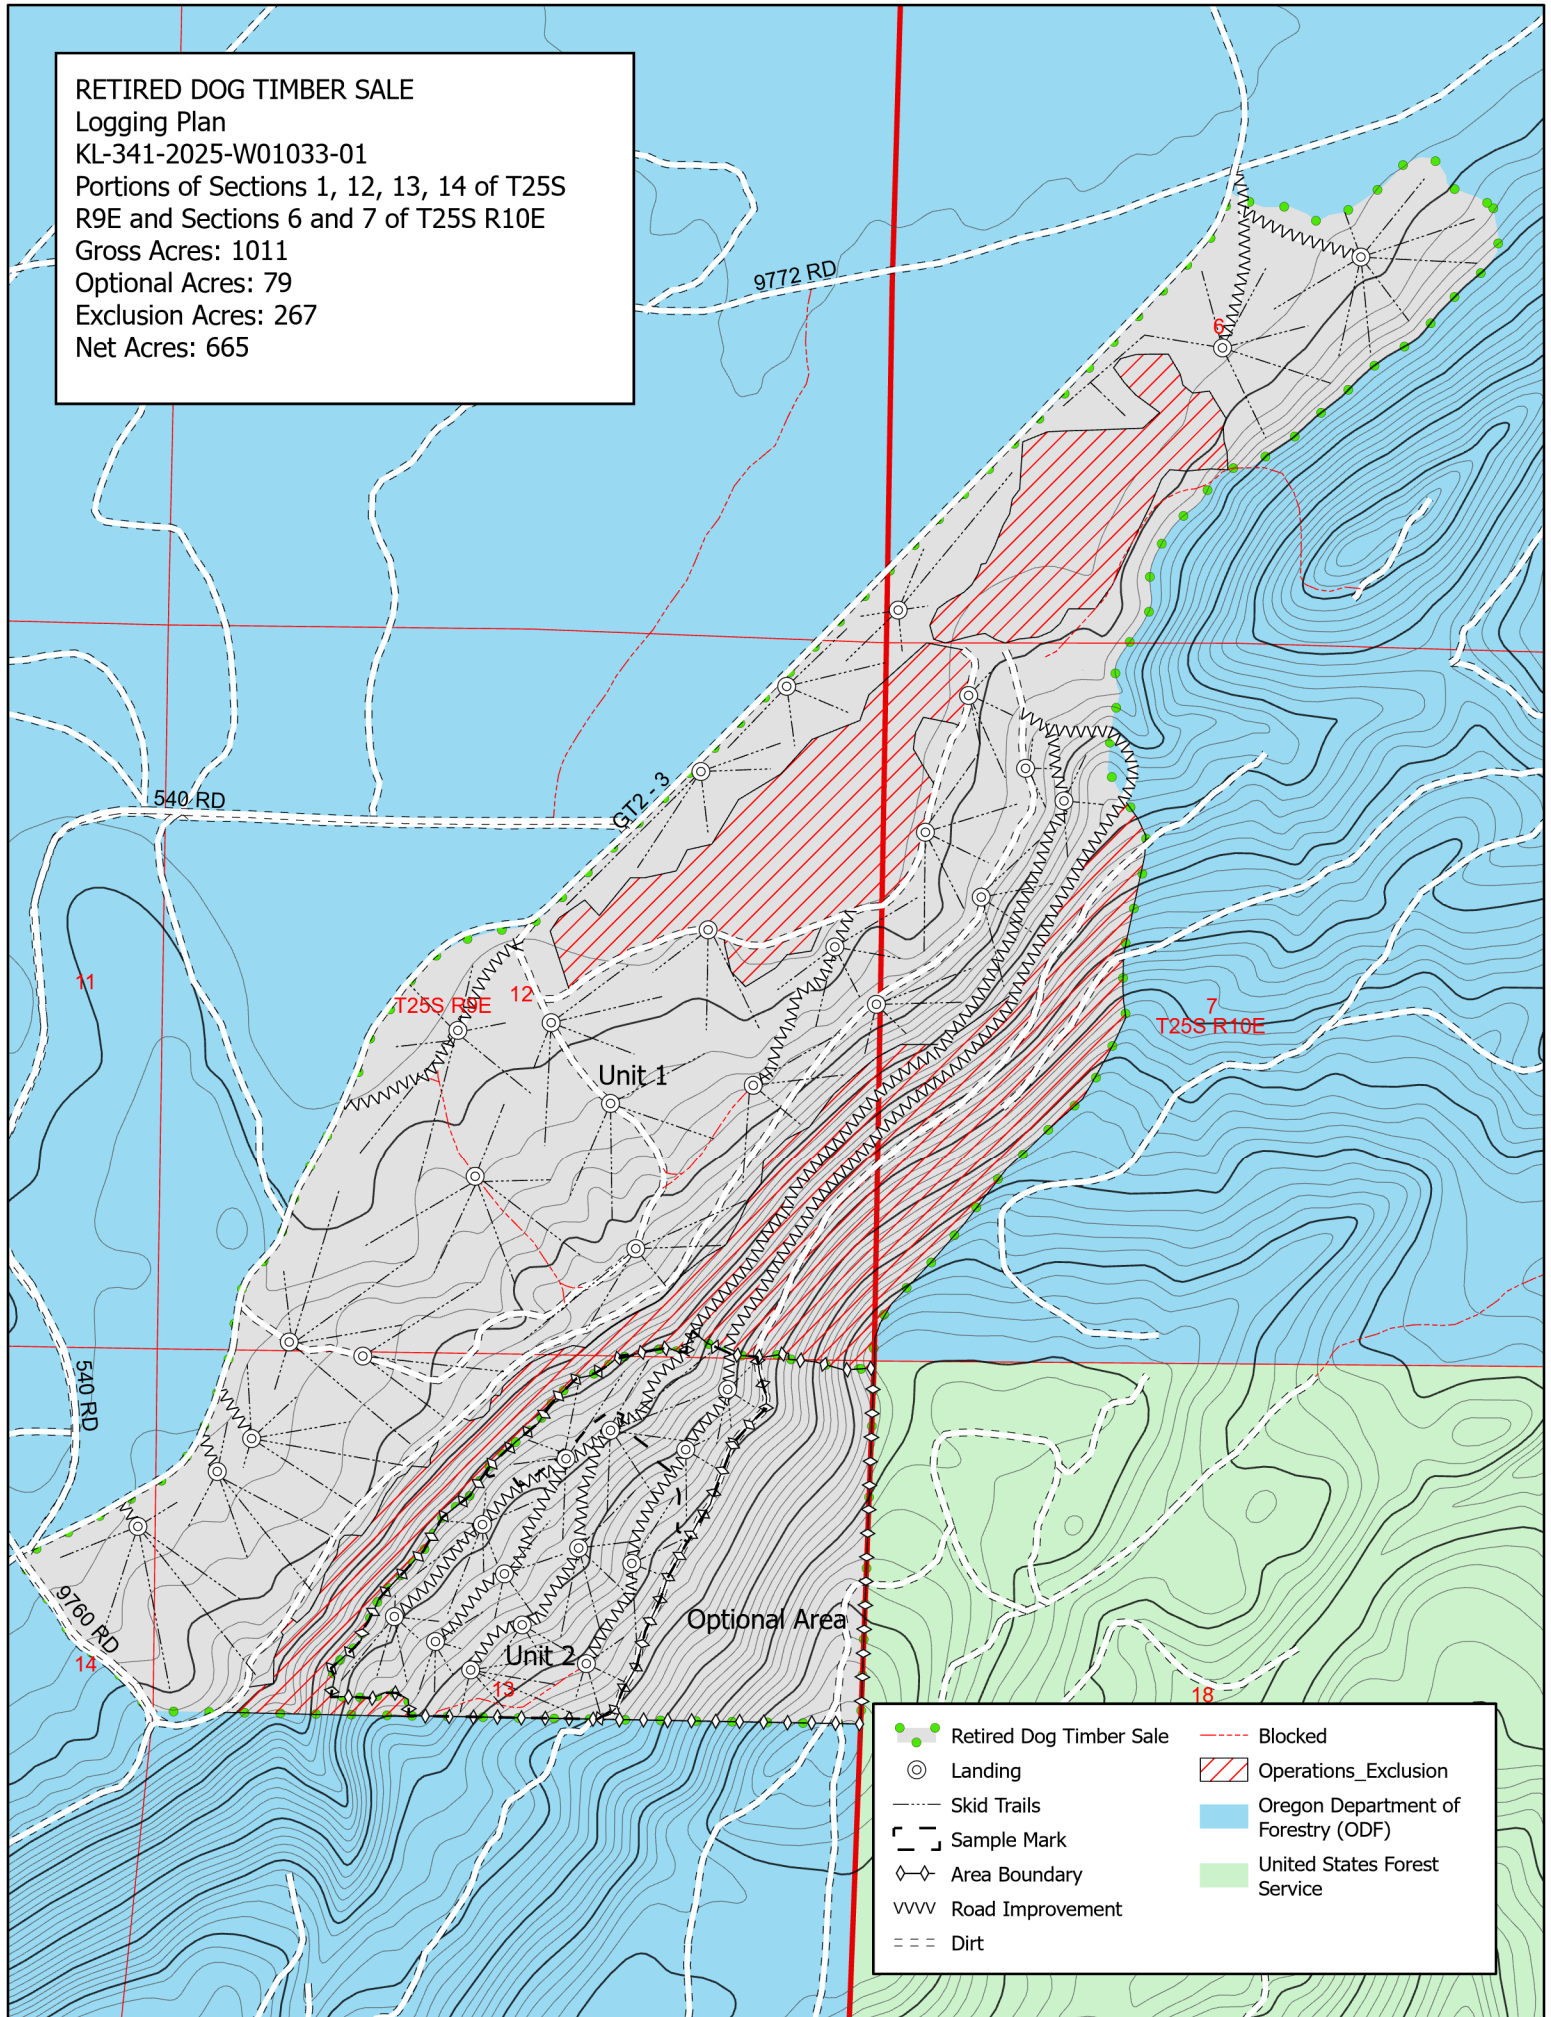 RETIRED DOG TIMBER SALE
Logging Plan
KL-341-2025-W01033-01
Portions of Sections 1, 12, 13, 14 of T25S
R9E and Sections 6 and 7 of T25S R10E
Gross Acres: 1011
Optional Acres: 79
Exclusion Acres: 267
Net Acres: 665
9772 RD
6
GT2 - 3
540 RD
11
T25S R9E
12
7
T25S R10E
Unit 1
540 RD
9760 RD
14
Optional Area
Unit 2
13
18
Retired Dog Timber Sale
Landing
Skid Trails
Sample Mark
Area Boundary
Road Improvement
Dirt
Blocked
Operations_Exclusion
Oregon Department of
Forestry (ODF)
United States Forest
Service